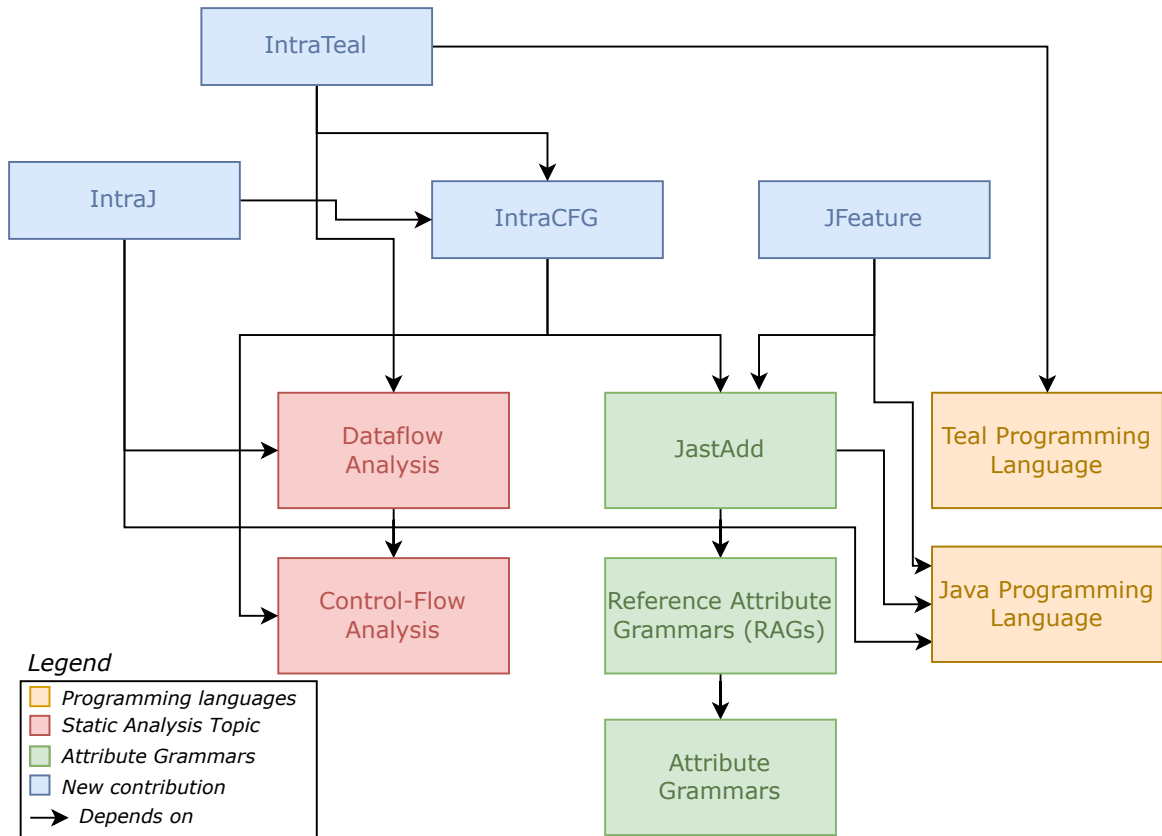 IntraTeal
IntraJ
IntraCFG
JFeature
Dataflow
Analysis
JastAdd
Teal Programming
Language
Control-Flow
Analysis
Reference Attribute
Grammars (RAGs)
Java Programming
Language
Attribute
Grammars
Legend
Programming languages
Static Analysis Topic
Attribute Grammars
New contribution
Depends on